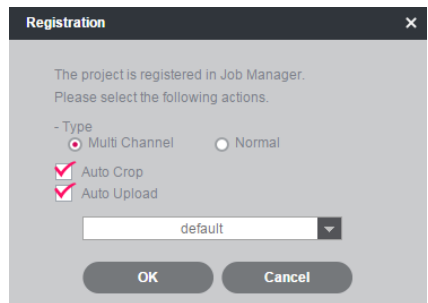 Registration
The project is registered in Job Manager.
Please select the following actions.
- Type
Multi Channel Normal
Auto Crop
Auto Upload
default
OK Cancel